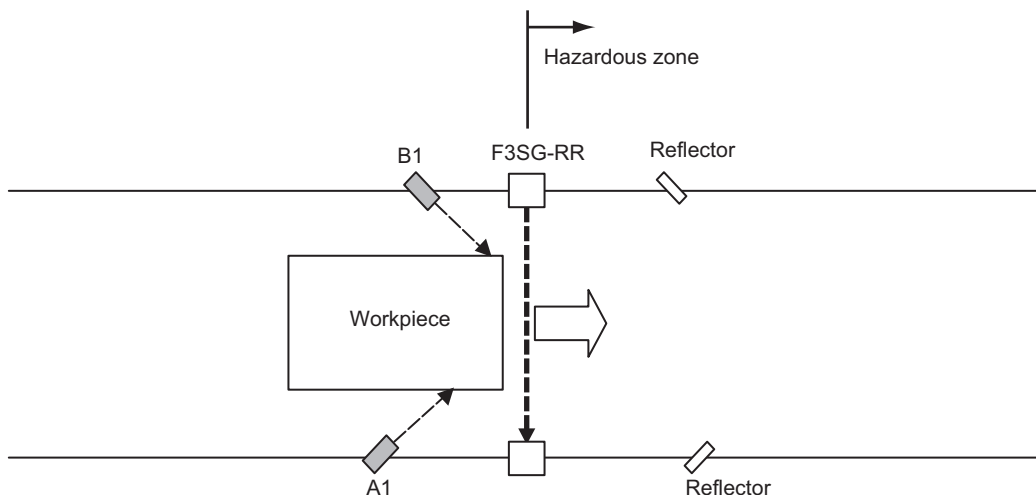 Hazardous zone
B1
F3SG-RR
Reflector
Workpiece
A1
Reflector